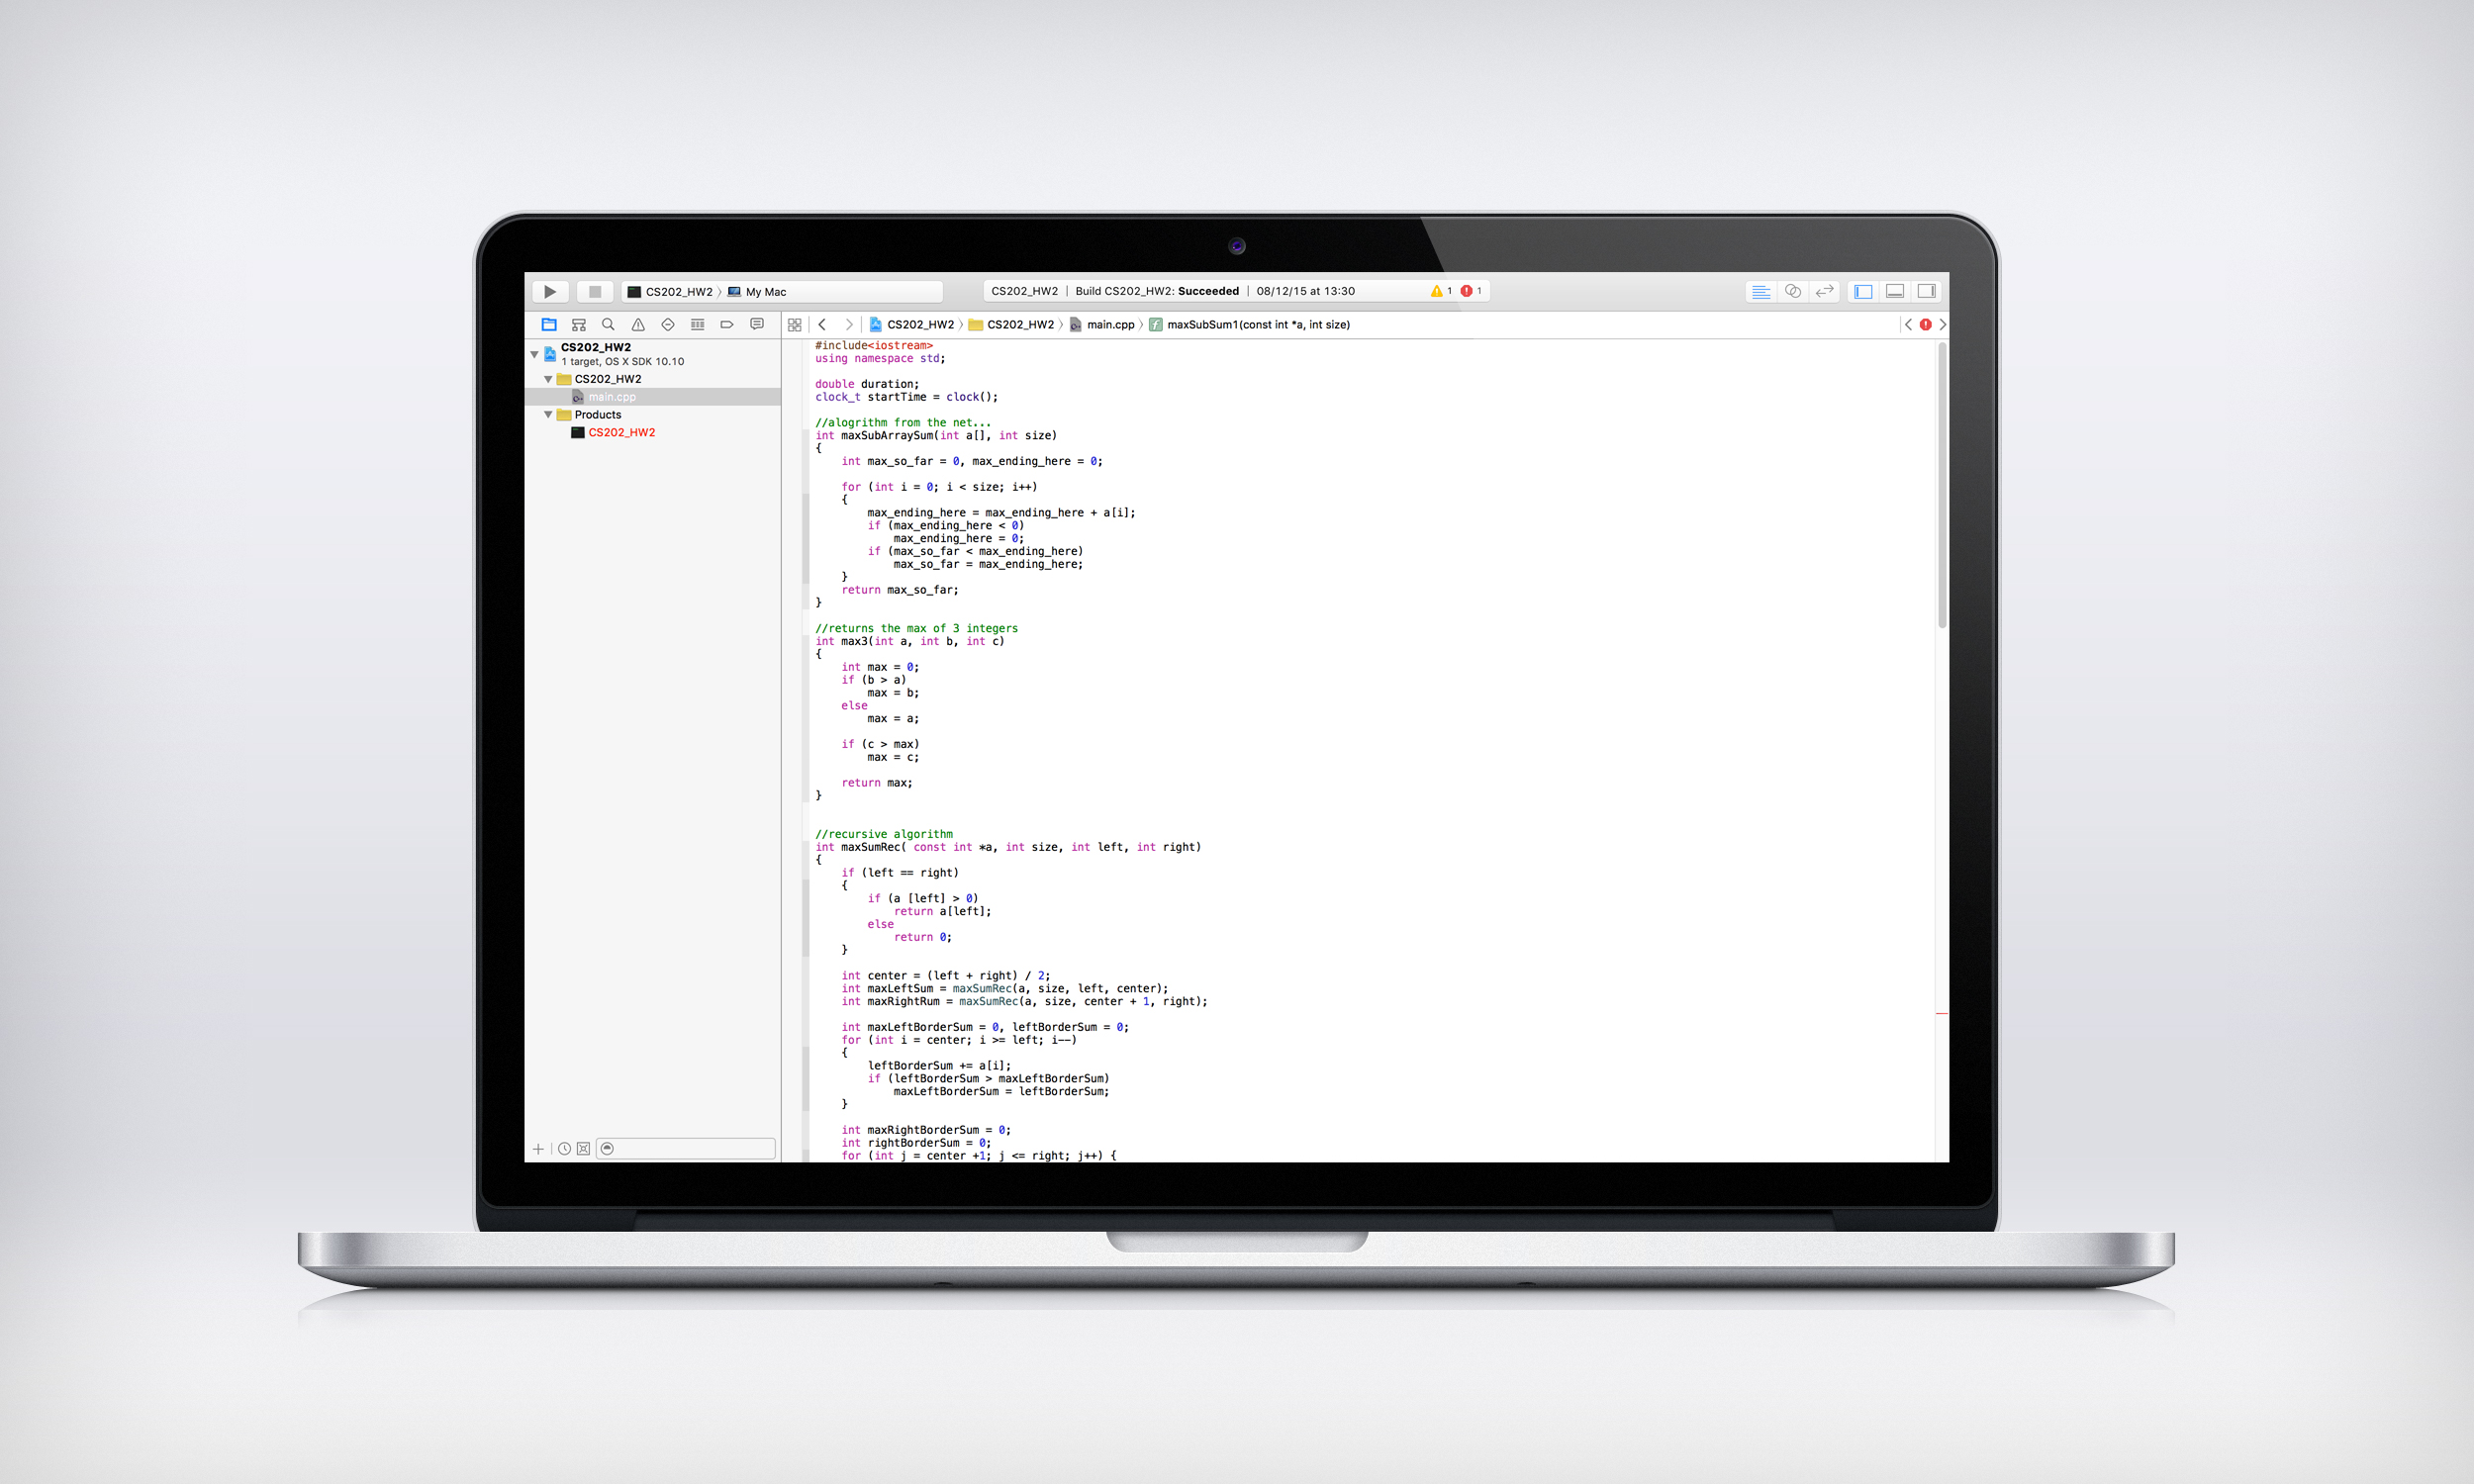 CS202_HW2 My Mac
CS202_HW2 | Build CS202_HW2: Succeeded | 08/12/15 at 13:30
1 1
CS202_HW2 CS202_HW2 main.cpp maxSubSum1(const int *a, int size)
CS202_HW2
1 target, OS X SDK 10.10
CS202_HW2
main.cpp
Products
CS202_HW2
#include<iostream>
using namespace std;
double duration;
clock_t startTime = clock();
//alogrithm from the net...
int maxSubArraySum(int a[], int size)
{
int max_so_far = 0, max_ending_here = 0;
for (int i = 0; i < size; i++)
{
max_ending_here = max_ending_here + a[i];
if (max_ending_here < 0)
max_ending_here = 0;
if (max_so_far < max_ending_here)
max_so_far = max_ending_here;
}
return max_so_far;
}
//returns the max of 3 integers
int max3(int a, int b, int c)
{
int max = 0;
if (b > a)
max = b;
else
max = a;
if (c > max)
max = c;
return max;
}
//recursive algorithm
int maxSumRec( const int *a, int size, int left, int right)
{
if (left == right)
{
if (a [left] > 0)
return a[left];
else
return 0;
}
int center = (left + right) / 2;
int maxLeftSum = maxSumRec(a, size, left, center);
int maxRightRum = maxSumRec(a, size, center + 1, right);
int maxLeftBorderSum = 0, leftBorderSum = 0;
for (int i = center; i >= left; i--)
{
leftBorderSum += a[i];
if (leftBorderSum > maxLeftBorderSum)
maxLeftBorderSum = leftBorderSum;
}
int maxRightBorderSum = 0;
int rightBorderSum = 0;
for (int j = center +1; j <= right; j++) {